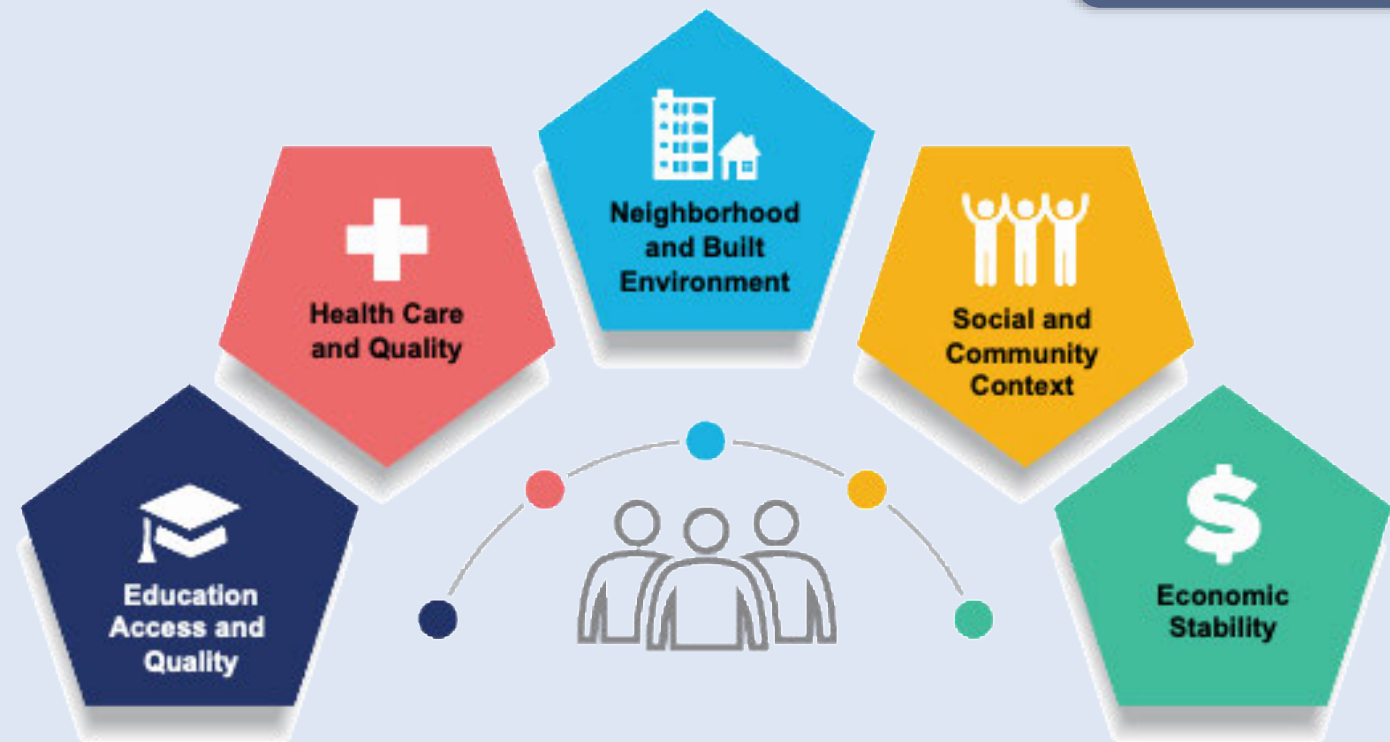 Neighborhood
and Built
Environment
Health Care
and Quality
Social and
Community
Context
Education
Access and
Quality
Economic
Stability